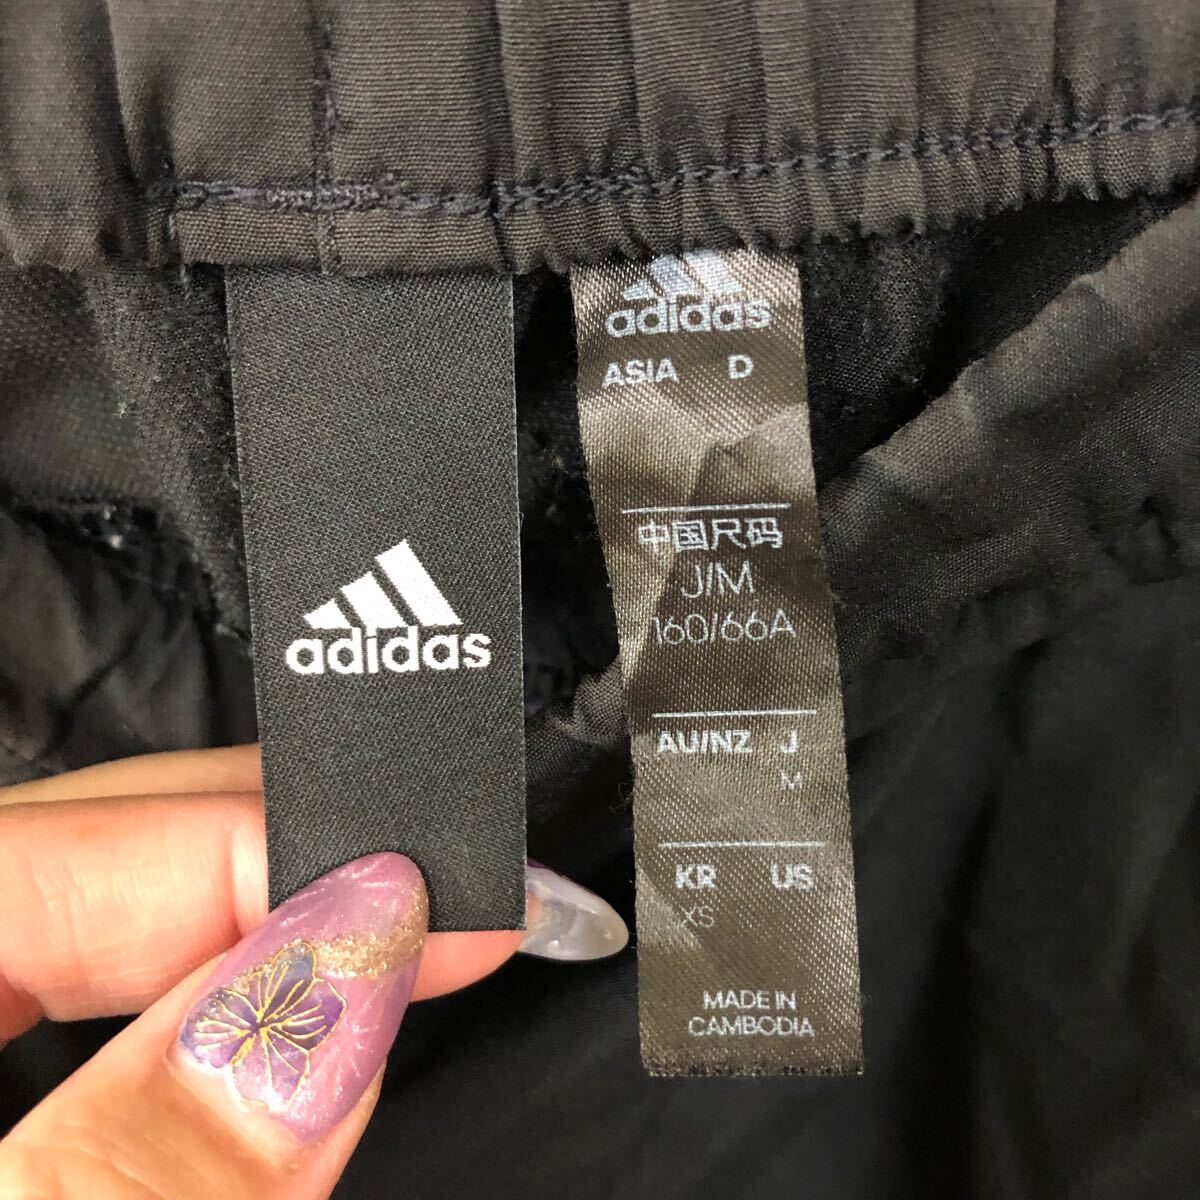 adidas
adidas
ASIA D
中国尺码
J/M
160/66A
AU/NZ J
M
KR US
XS
MADE IN
CAMBODIA